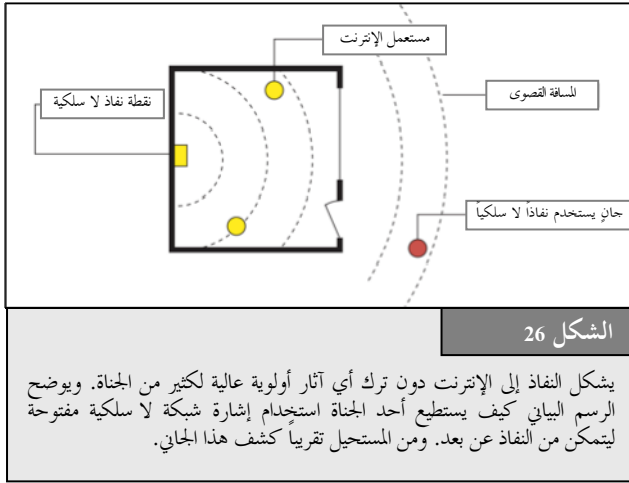 مستعمل الإنترنت
المسافة القصوى
نقطة نفاذ لا سلكية
جانٍ يستخدم نفاذاً لا سلكياً
الشكل 26
يشكل النفاذ إلى الإنترنت دون ترك أي آثار أولوية عالية لكثير من الجناة. ويوضح
الرسم البياني كيف يستطيع أحد الجناة استخدام إشارة شبكة لا سلكية مفتوحة
ليتمكن من النفاذ عن بعد. ومن المستحيل تقريباً كشف هذا الجاني.